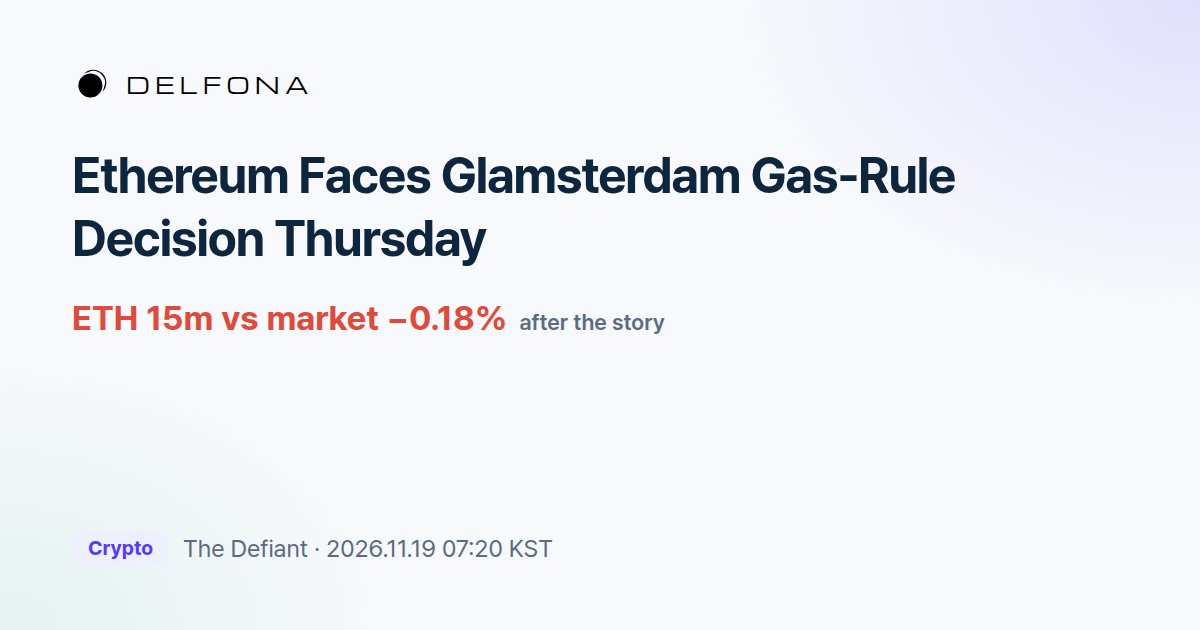 DELFONA
Ethereum Faces Glamsterdam Gas-Rule
Decision Thursday
ETH 15m vs market −0.18% after the story
Crypto The Defiant · 2026.11.19 07:20 KST